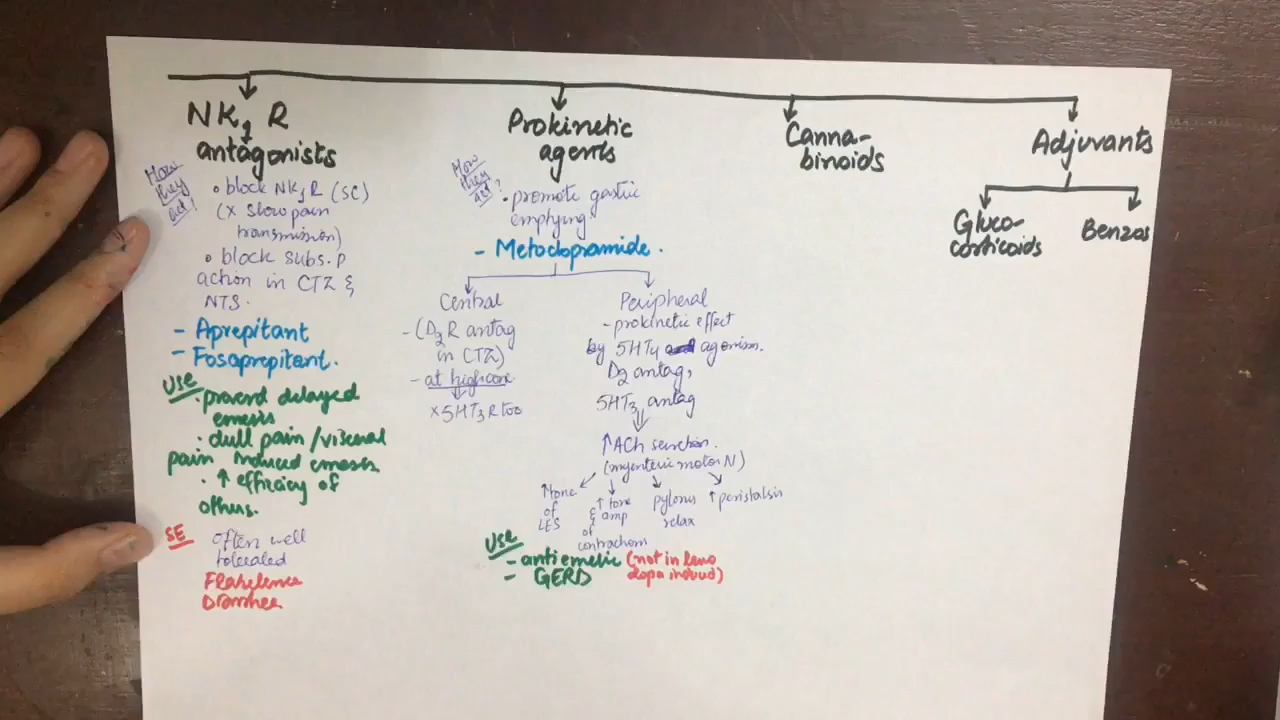 NK1 R
antagonists
How
they
act?
• block NK1R (SC)
(x slow pain
transmission)
• block subs. P
action in CTZ &
NTS.
- Aprepitant
- Fosaprepitant.
Use
• prevent delayed
emesis
• dull pain / visceral
pain induced emesis
• ↑ efficacy of
others.
SE
often well
tolerated
Flatulence
Diarrhea
Prokinetic
agents
How
they
act?
• promote gastric
emptying
- Metoclopramide.
Central
- (D2R antag
in CTZ)
- at high conc
x 5HT3R too
Peripheral
- prokinetic effect
by 5HT4 agonism.
D2 antag,
5HT3 antag
↑ACh secretion.
(myenteric motor N)
↑tone
of
LES
↑ tone
& amp
of
contractions
pylorus
relax
↑ peristalsis
Use
- antiemetic (not in levo
dopa induced)
- GERD
Canna-
binoids
Adjuvants
Gluco-
corticoids
Benzos